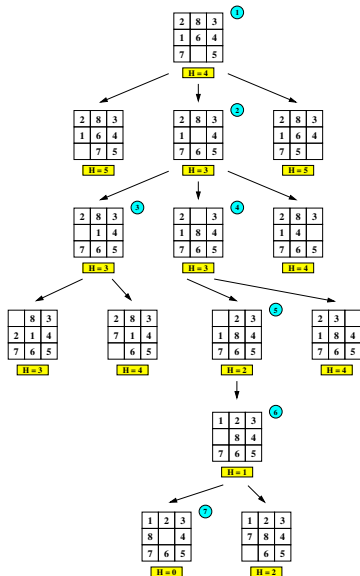 1
2 8 3
1 6 4
7 5
H = 4
2
2 8 3
1 6 4
7 5
H = 5
2 8 3
1 4
7 6 5
H = 3
2 8 3
1 6 4
7 5
H = 5
3
4
2 8 3
1 4
7 6 5
H = 3
2 3
1 8 4
7 6 5
H = 3
2 8 3
1 4
7 6 5
H = 4
5
8 3
2 1 4
7 6 5
H = 3
2 8 3
7 1 4
6 5
H = 4
2 3
1 8 4
7 6 5
H = 2
2 3
1 8 4
7 6 5
H = 4
6
1 2 3
8 4
7 6 5
H = 1
7
1 2 3
8 4
7 6 5
H = 0
1 2 3
7 8 4
6 5
H = 2